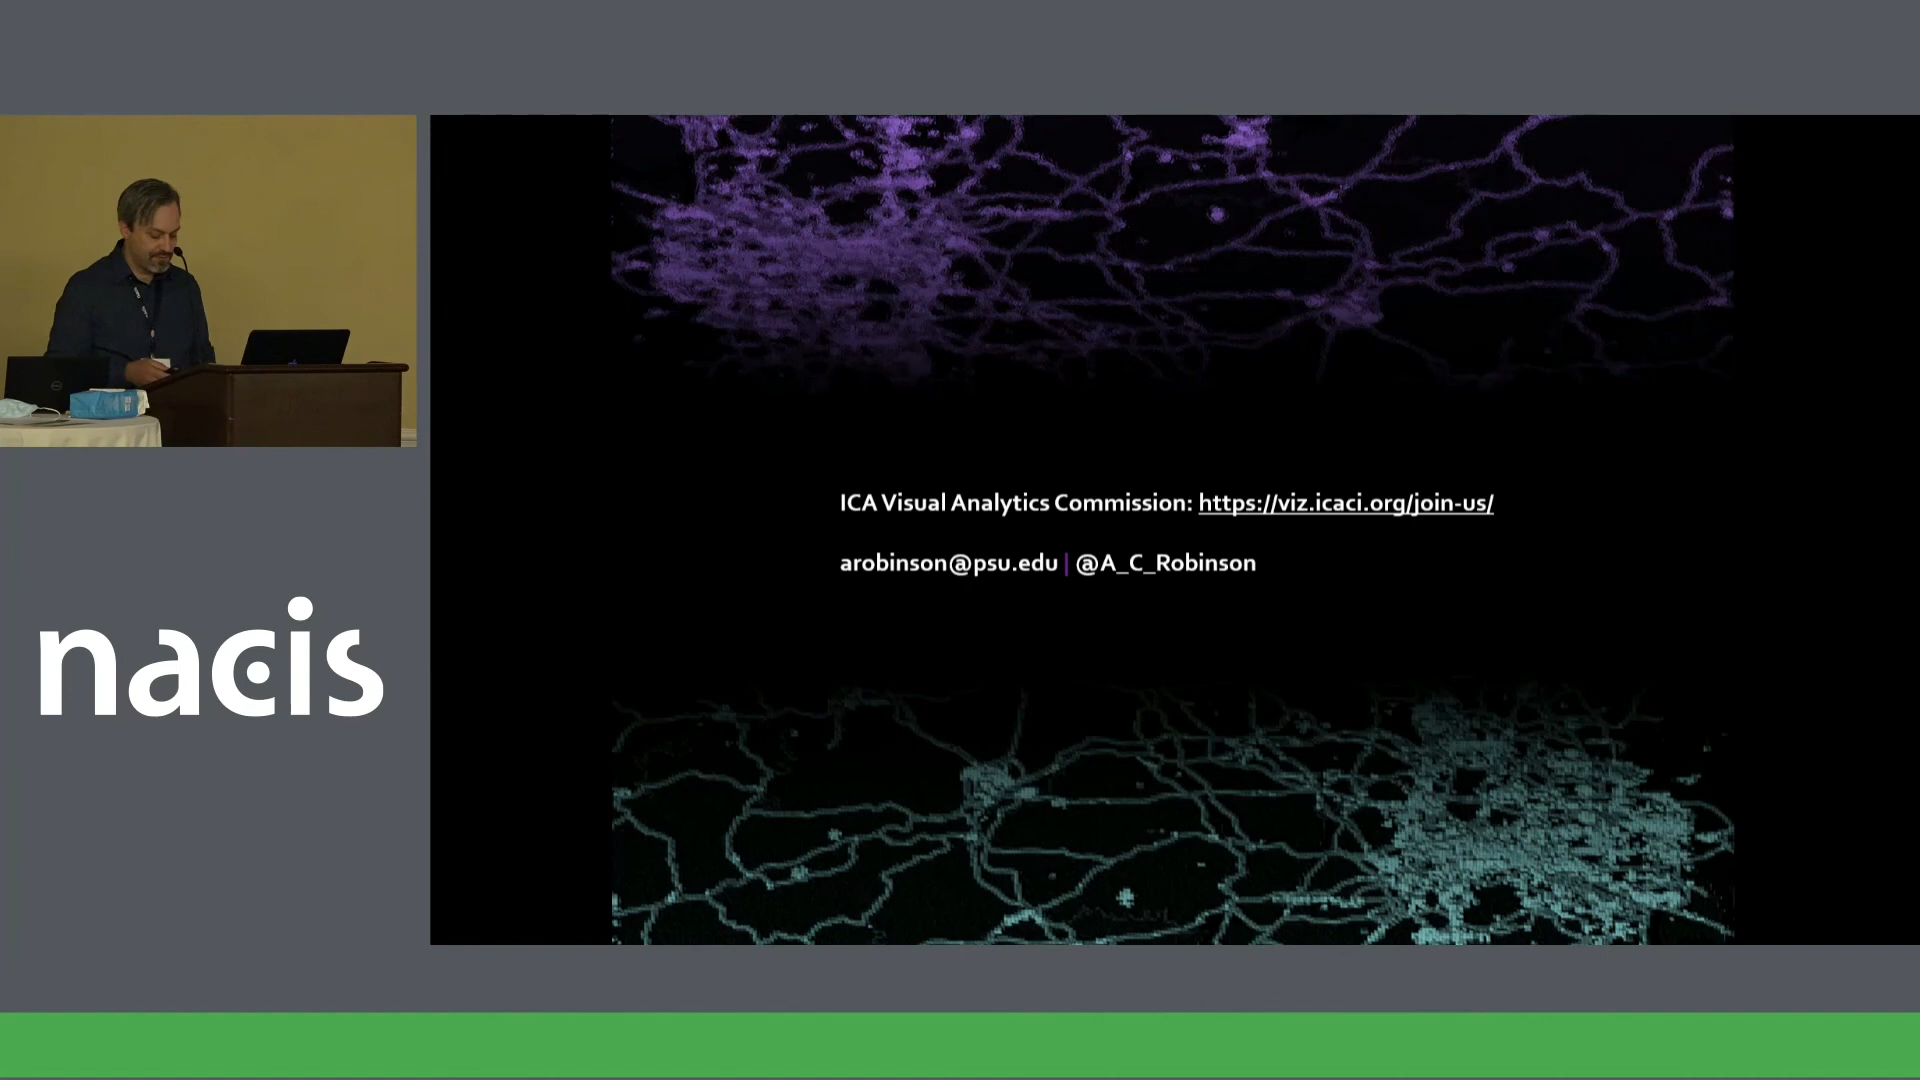 ICA Visual Analytics Commission: https://viz.icaci.org/join-us/
arobinson@psu.edu | @A_C_Robinson
nacis